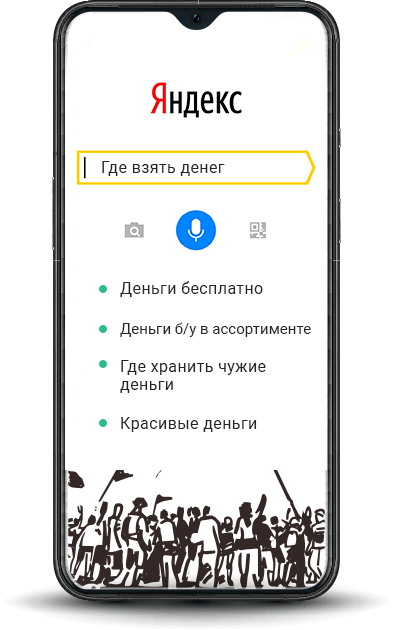 Яндекс
Где взять денег
Деньги бесплатно
Деньги б/у в ассортименте
Где хранить чужие
деньги
Красивые деньги